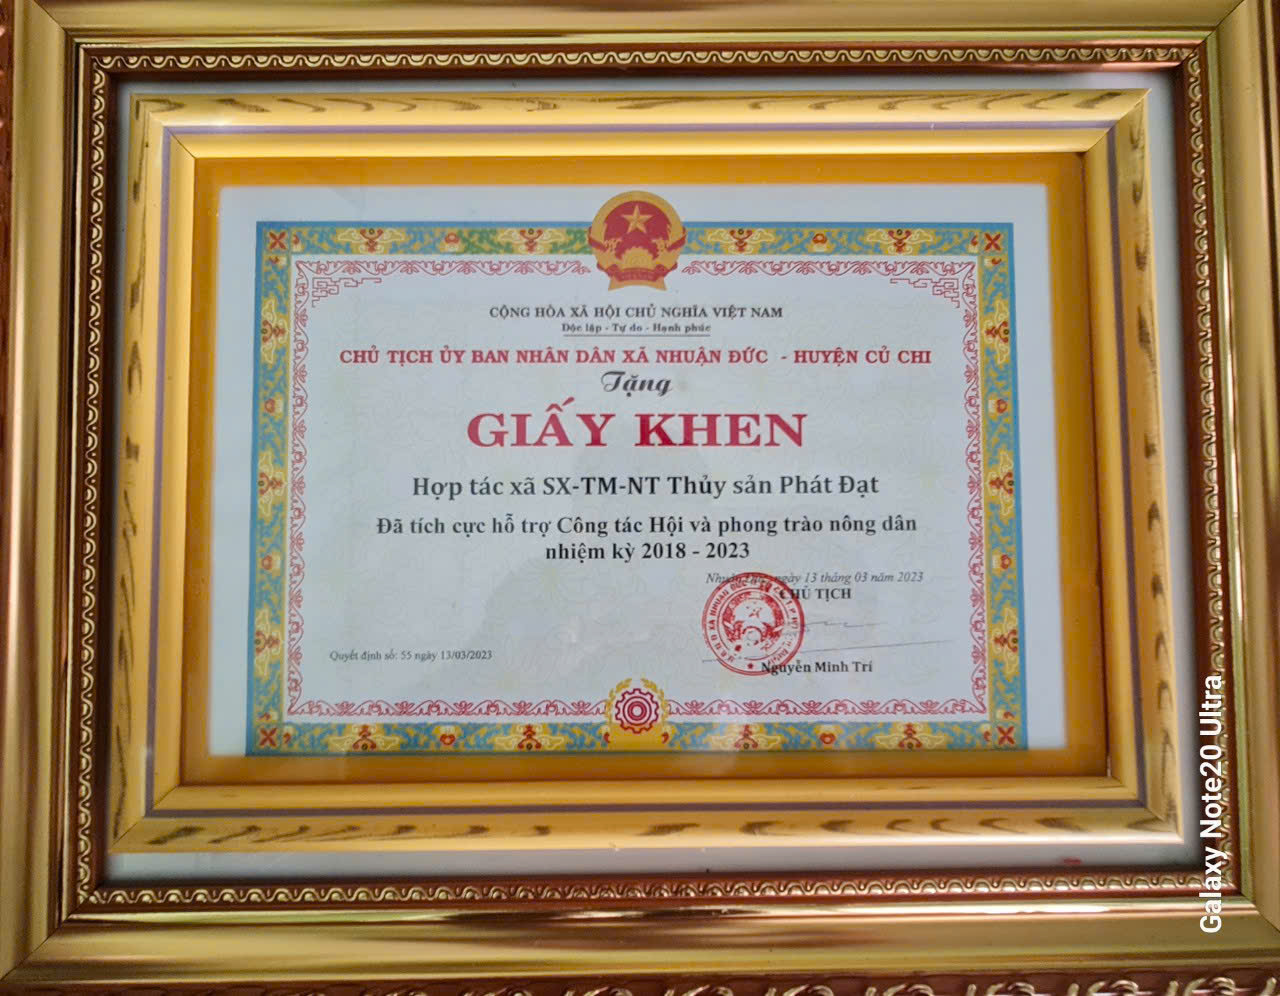 CỘNG HÒA XÃ HỘI CHỦ NGHĨA VIỆT NAM
Độc lập - Tự do - Hạnh phúc
CHỦ TỊCH ỦY BAN NHÂN DÂN XÃ NHUẬN ĐỨC - HUYỆN CỦ CHI
Tặng
GIẤY KHEN
Hợp tác xã SX-TM-NT Thủy sản Phát Đạt
Đã tích cực hỗ trợ Công tác Hội và phong trào nông dân
nhiệm kỳ 2018 - 2023
Nhuận Đức, ngày 13 tháng 03 năm 2023
CHỦ TỊCH
Quyết định số: 55 ngày 13/03/2023
Nguyễn Minh Trí
Galaxy Note20 Ultra